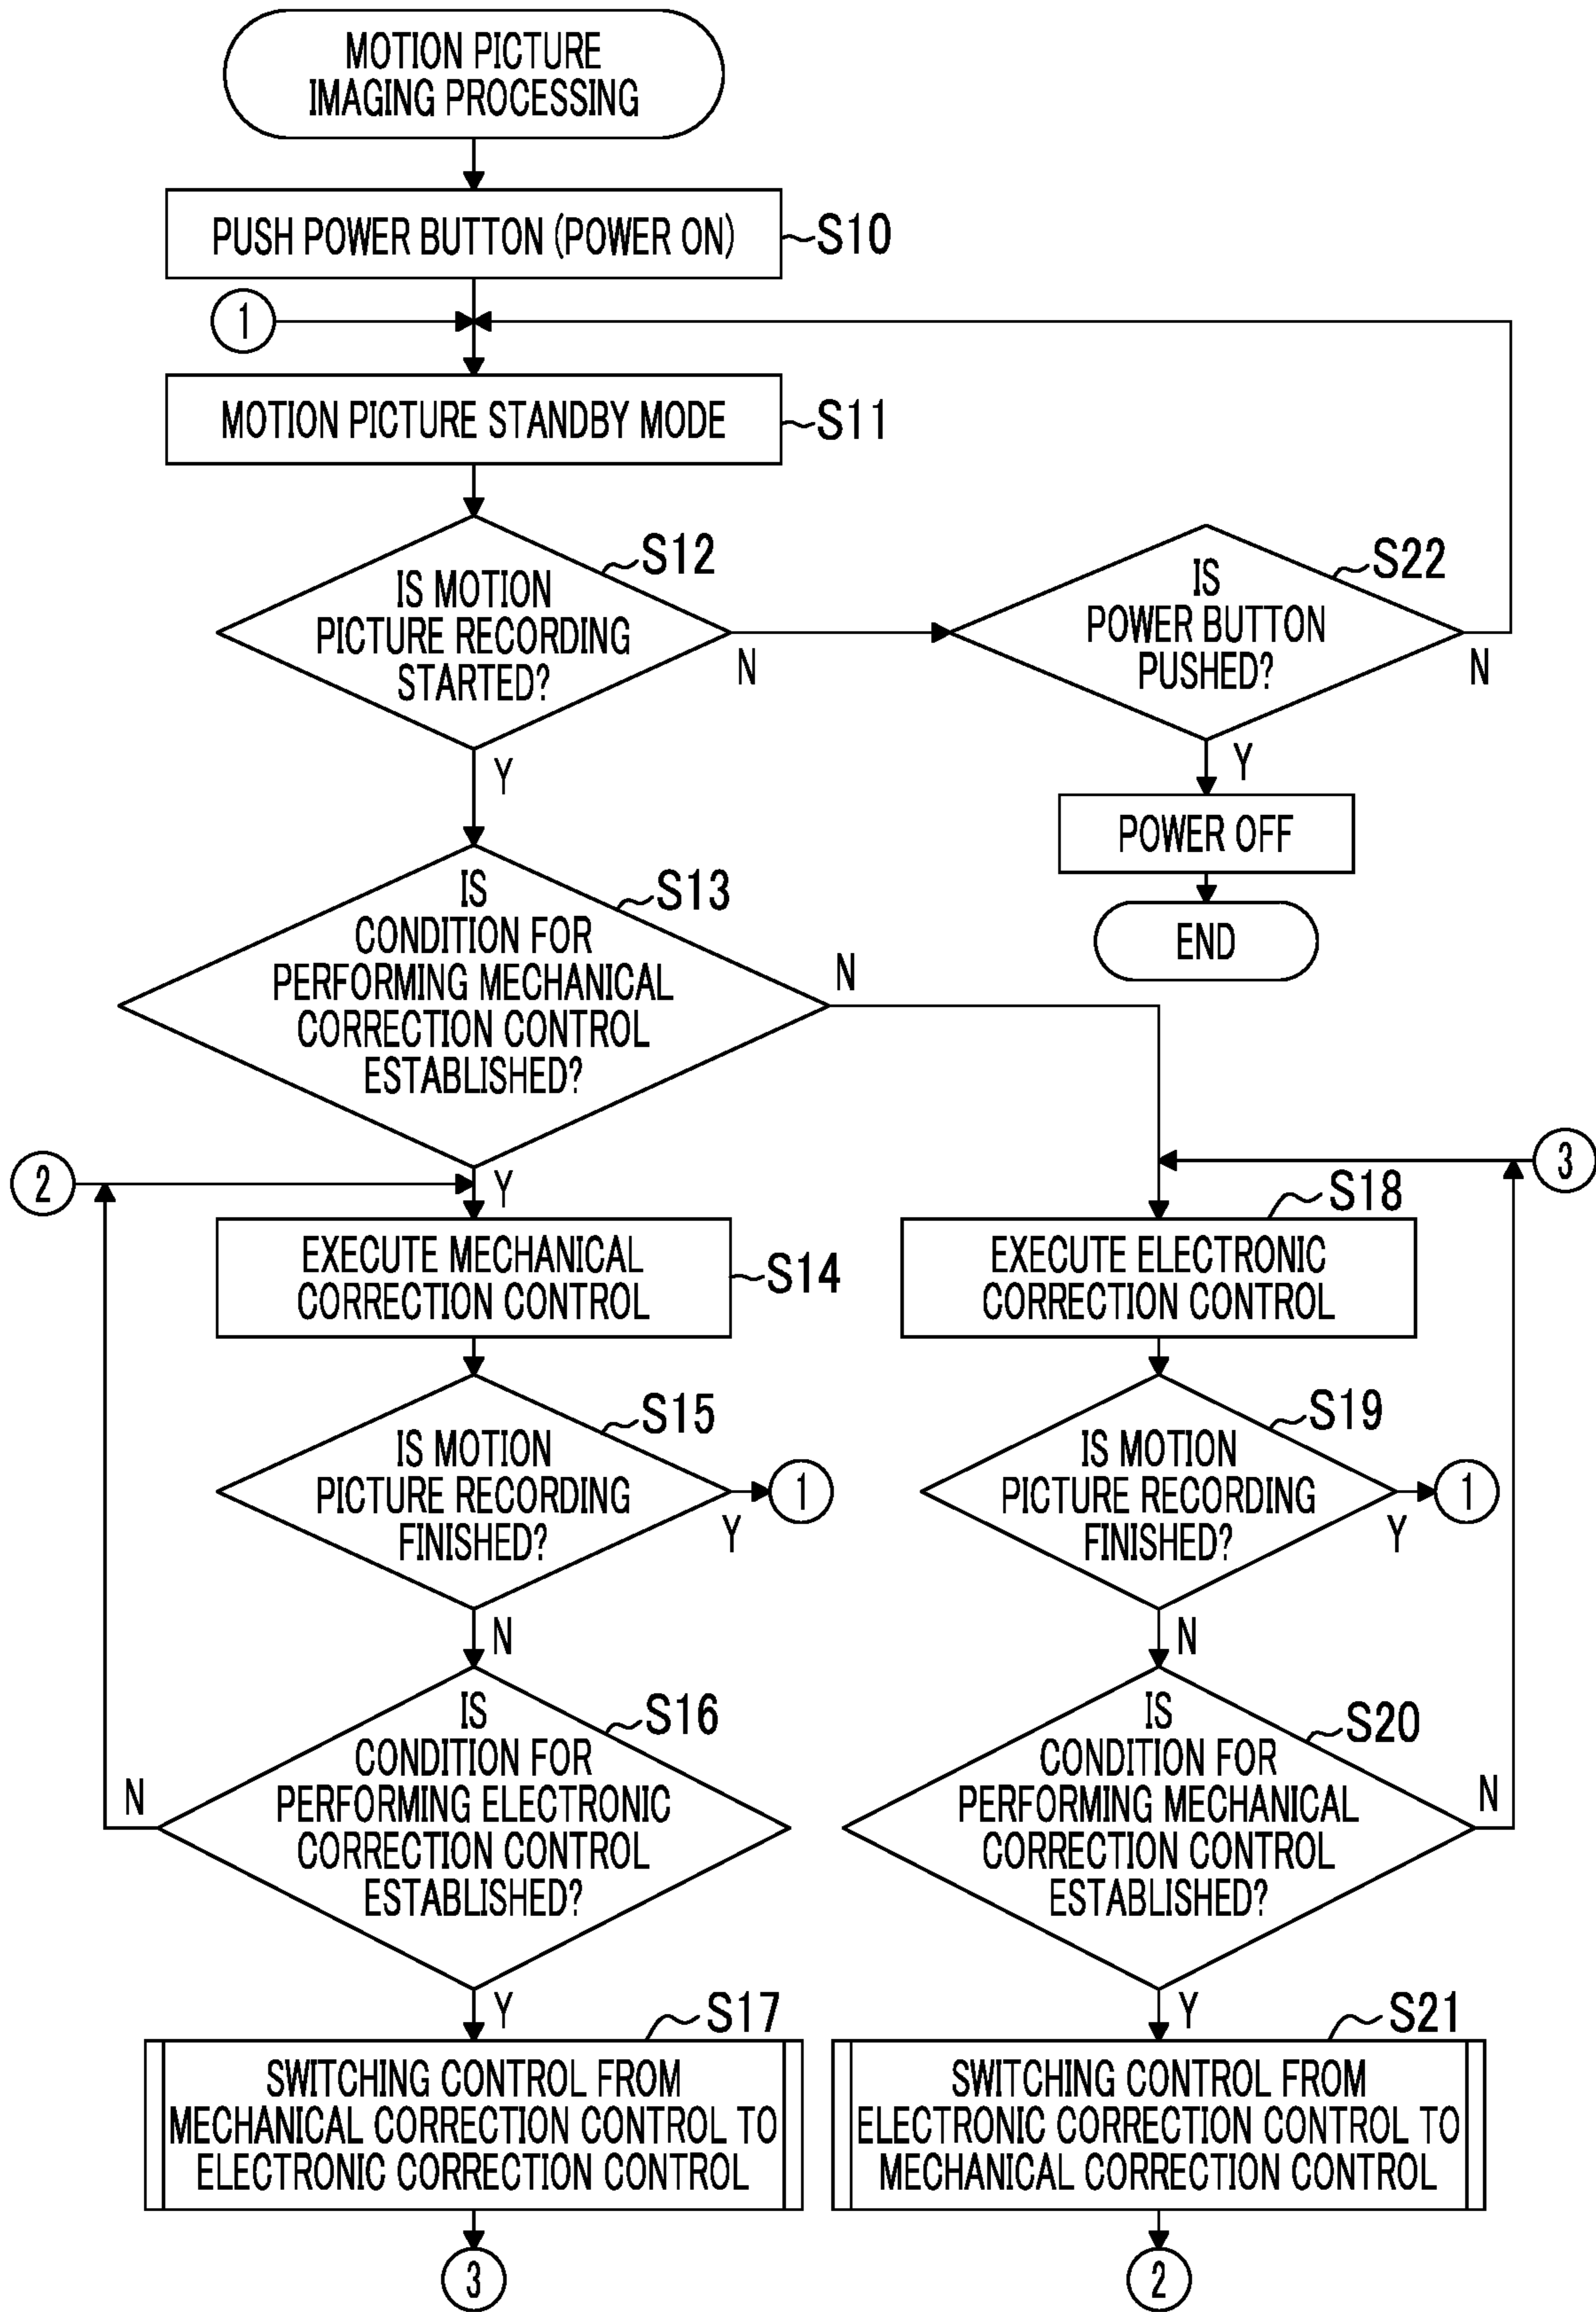 MOTION PICTURE
IMAGING PROCESSING
PUSH POWER BUTTON (POWER ON)
S10
1
MOTION PICTURE STANDBY MODE
S11
S12
IS MOTION
PICTURE RECORDING
STARTED?
N
Y
S22
IS
POWER BUTTON
PUSHED?
N
Y
POWER OFF
END
S13
IS
CONDITION FOR
PERFORMING MECHANICAL
CORRECTION CONTROL
ESTABLISHED?
N
Y
2
3
EXECUTE MECHANICAL
CORRECTION CONTROL
S14
S18
EXECUTE ELECTRONIC
CORRECTION CONTROL
S15
IS MOTION
PICTURE RECORDING
FINISHED?
Y
1
N
S19
IS MOTION
PICTURE RECORDING
FINISHED?
Y
1
N
S16
IS
CONDITION FOR
PERFORMING ELECTRONIC
CORRECTION CONTROL
ESTABLISHED?
N
Y
S20
IS
CONDITION FOR
PERFORMING MECHANICAL
CORRECTION CONTROL
ESTABLISHED?
N
Y
S17
SWITCHING CONTROL FROM
MECHANICAL CORRECTION CONTROL TO
ELECTRONIC CORRECTION CONTROL
3
S21
SWITCHING CONTROL FROM
ELECTRONIC CORRECTION CONTROL TO
MECHANICAL CORRECTION CONTROL
2